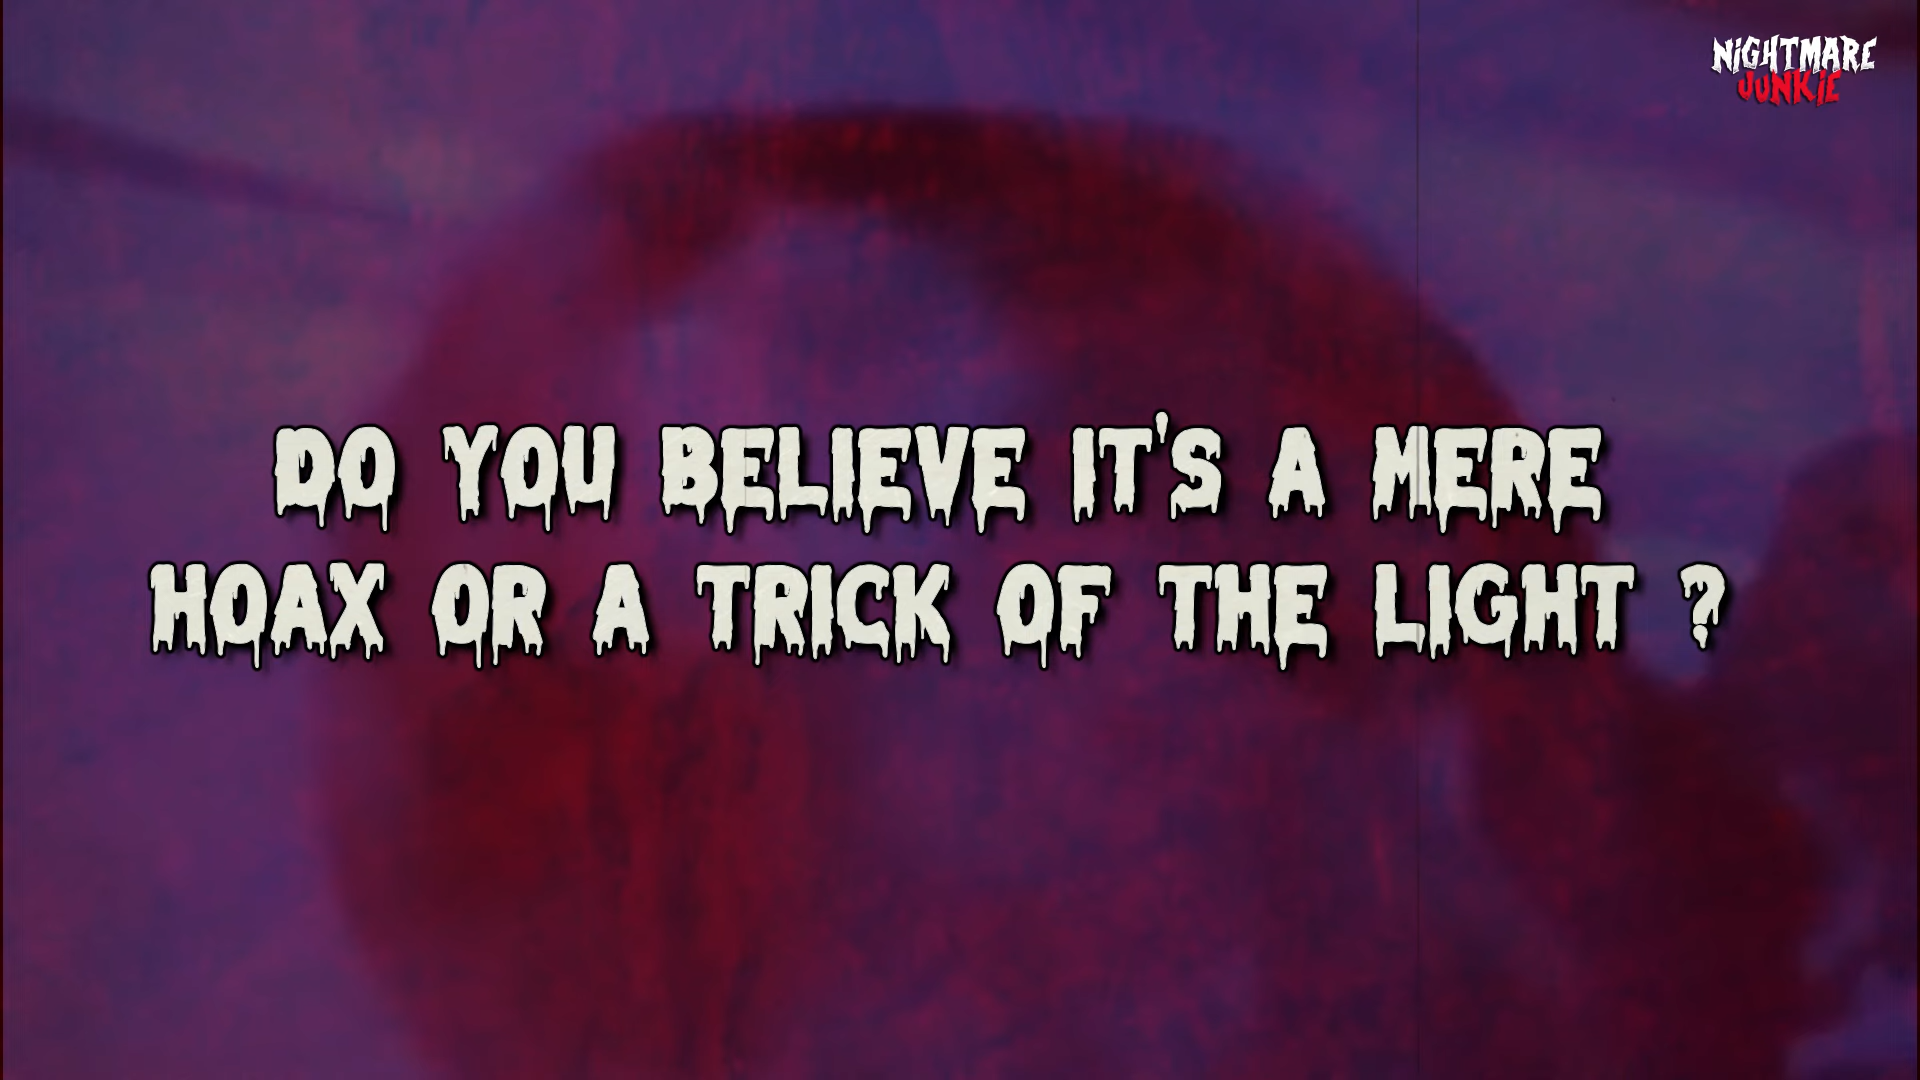 NIGHTMARE
JUNKIE
DO YOU BELIEVE IT'S A MERE
HOAX OR A TRICK OF THE LIGHT ?